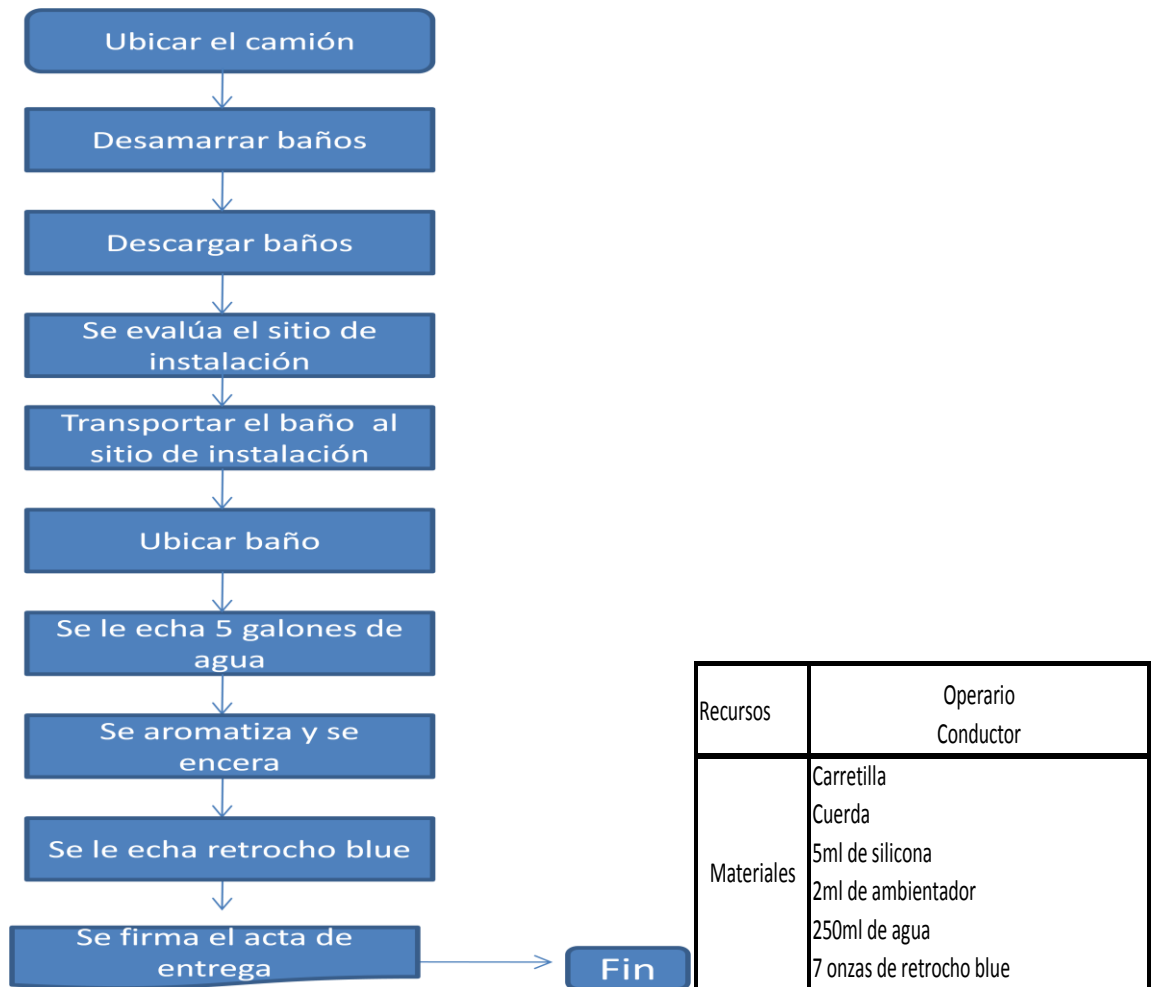 Ubicar el camión
Desamarrar baños
Descargar baños
Se evalúa el sitio de
instalación
Transportar el baño al
sitio de instalación
Ubicar baño
Se le echa 5 galones de
agua
Se aromatiza y se
encera
Se le echa retrocho blue
Se firma el acta de
entrega
Fin
Recursos
Operario
Conductor
Materiales
Carretilla
Cuerda
5ml de silicona
2ml de ambientador
250ml de agua
7 onzas de retrocho blue